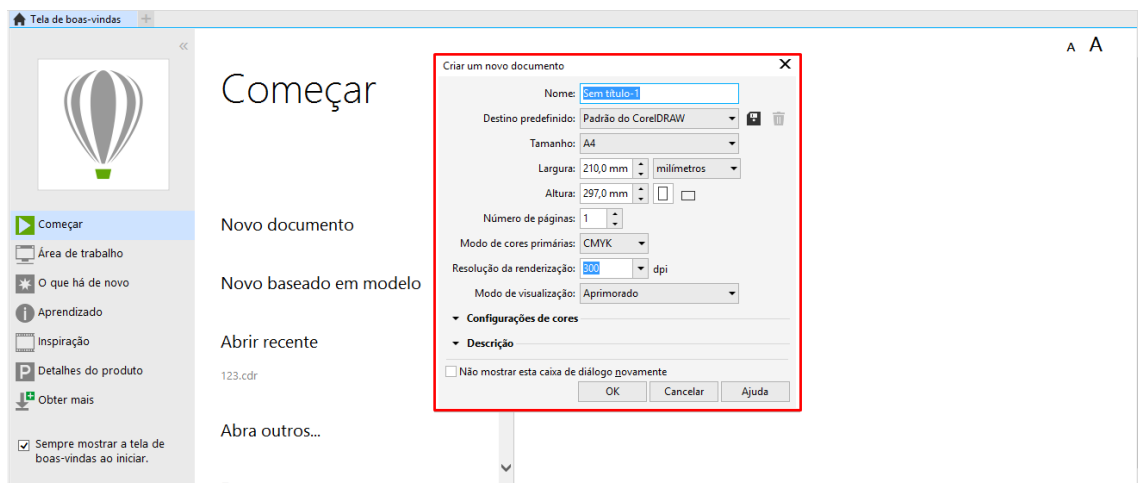 Tela de boas-vindas
A A
Começar
Começar
Área de trabalho
O que há de novo
Aprendizado
Inspiração
Detalhes do produto
Obter mais
Sempre mostrar a tela de
boas-vindas ao iniciar.
Novo documento
Novo baseado em modelo
Abrir recente
123.cdr
Abra outros...
Criar um novo documento
Nome: Sem título-1
Destino predefinido: Padrão do CorelDRAW
Tamanho: A4
Largura: 210,0 mm milímetros
Altura: 297,0 mm
Número de páginas: 1
Modo de cores primárias: CMYK
Resolução da renderização: 300 dpi
Modo de visualização: Aprimorado
Configurações de cores
Descrição
Não mostrar esta caixa de diálogo novamente
OK Cancelar Ajuda